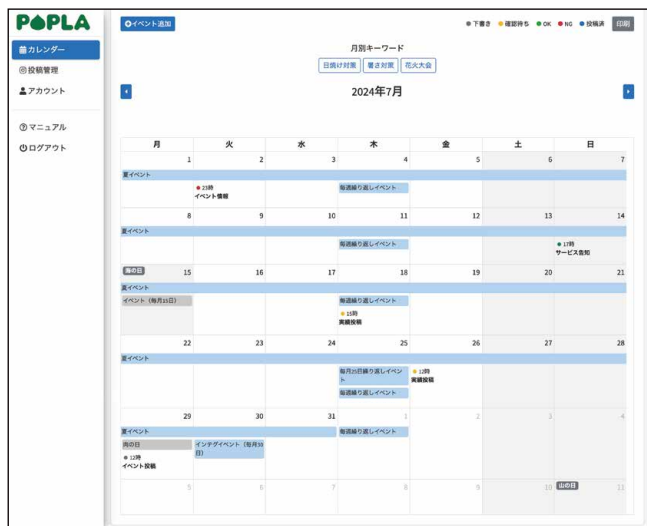 POPLA
カレンダー
投稿管理
アカウント
マニュアル
ログアウト
イベント追加
下書き 確認待ち OK NG 投稿済 印刷
月別キーワード
日焼け対策 暑さ対策 花火大会
2024年7月
月 火 水 木 金 土 日
1 2 3 4 5 6 7
夏イベント
23時
イベント情報
毎週繰り返しイベント
8 9 10 11 12 13 14
夏イベント
毎週繰り返しイベント
17時
サービス告知
海の日 15 16 17 18 19 20 21
夏イベント
イベント（毎月15日）
毎週繰り返しイベント
15時
実績投稿
22 23 24 25 26 27 28
夏イベント
毎月25日繰り返しイベン
ト
毎週繰り返しイベント
12時
実績投稿
29 30 31 1 2 3 4
夏イベント
毎週繰り返しイベント
肉の日
12時
イベント投稿
インテグイベント（毎月30
日）
5 6 7 8 9 10 山の日 11